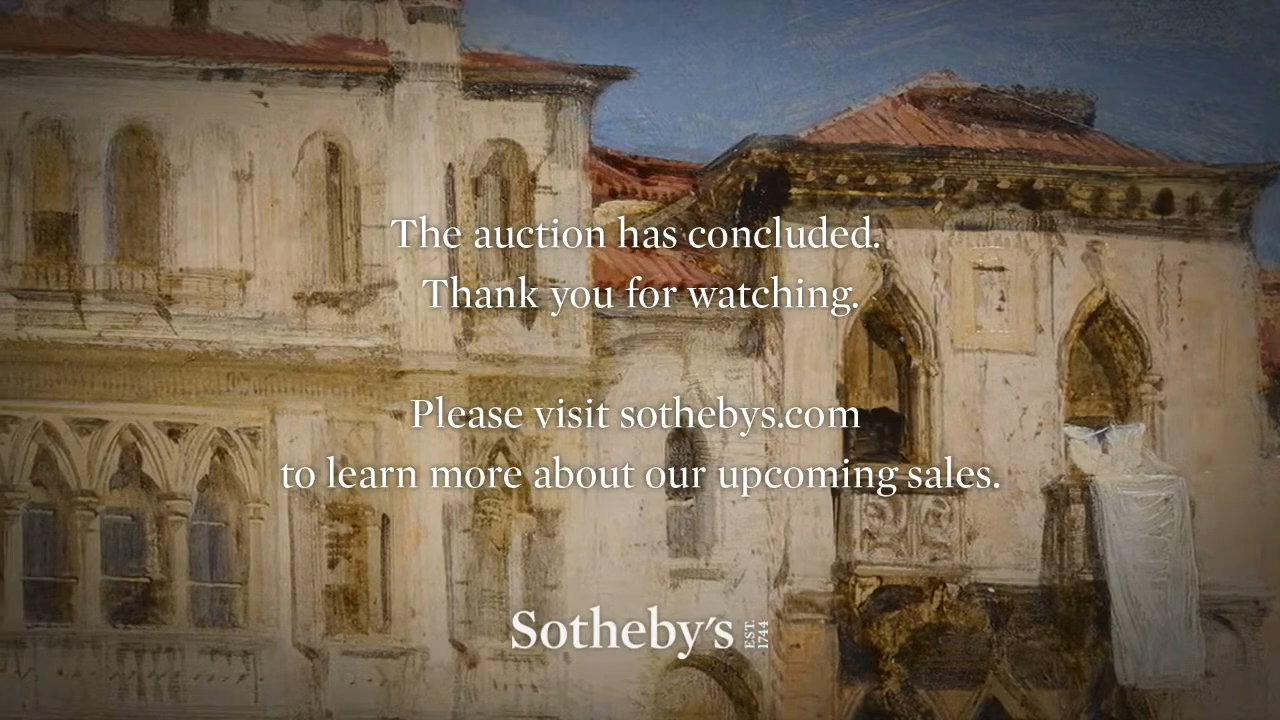 The auction has concluded.
Thank you for watching.
Please visit sothebys.com
to learn more about our upcoming sales.
Sotheby's EST. 1744